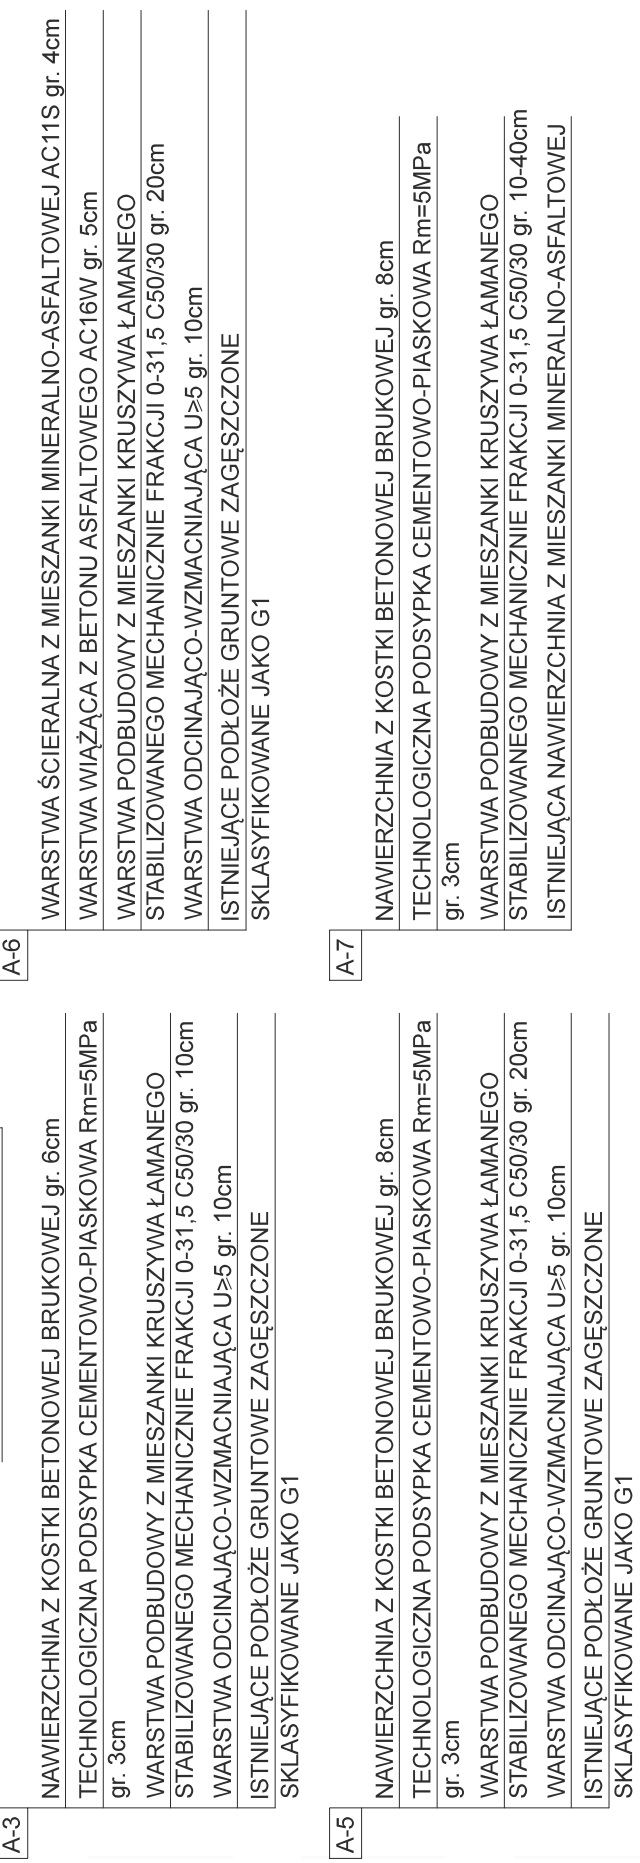 A-3
NAWIERZCHNIA Z KOSTKI BETONOWEJ BRUKOWEJ gr. 6cm
TECHNOLOGICZNA PODSYPKA CEMENTOWO-PIASKOWA Rm=5MPa
gr. 3cm
WARSTWA PODBUDOWY Z MIESZANKI KRUSZYWA ŁAMANEGO
STABILIZOWANEGO MECHANICZNIE FRAKCJI 0-31,5 C50/30 gr. 10cm
WARSTWA ODCINAJĄCO-WZMACNIAJĄCA U≥5 gr. 10cm
ISTNIEJĄCE PODŁOŻE GRUNTOWE ZAGĘSZCZONE
SKLASYFIKOWANE JAKO G1
A-6
WARSTWA ŚCIERALNA Z MIESZANKI MINERALNO-ASFALTOWEJ AC11S gr. 4cm
WARSTWA WIĄŻĄCA Z BETONU ASFALTOWEGO AC16W gr. 5cm
WARSTWA PODBUDOWY Z MIESZANKI KRUSZYWA ŁAMANEGO
STABILIZOWANEGO MECHANICZNIE FRAKCJI 0-31,5 C50/30 gr. 20cm
WARSTWA ODCINAJĄCO-WZMACNIAJĄCA U≥5 gr. 10cm
ISTNIEJĄCE PODŁOŻE GRUNTOWE ZAGĘSZCZONE
SKLASYFIKOWANE JAKO G1
A-5
NAWIERZCHNIA Z KOSTKI BETONOWEJ BRUKOWEJ gr. 8cm
TECHNOLOGICZNA PODSYPKA CEMENTOWO-PIASKOWA Rm=5MPa
gr. 3cm
WARSTWA PODBUDOWY Z MIESZANKI KRUSZYWA ŁAMANEGO
STABILIZOWANEGO MECHANICZNIE FRAKCJI 0-31,5 C50/30 gr. 20cm
WARSTWA ODCINAJĄCO-WZMACNIAJĄCA U≥5 gr. 10cm
ISTNIEJĄCE PODŁOŻE GRUNTOWE ZAGĘSZCZONE
SKLASYFIKOWANE JAKO G1
A-7
NAWIERZCHNIA Z KOSTKI BETONOWEJ BRUKOWEJ gr. 8cm
TECHNOLOGICZNA PODSYPKA CEMENTOWO-PIASKOWA Rm=5MPa
gr. 3cm
WARSTWA PODBUDOWY Z MIESZANKI KRUSZYWA ŁAMANEGO
STABILIZOWANEGO MECHANICZNIE FRAKCJI 0-31,5 C50/30 gr. 10-40cm
ISTNIEJĄCA NAWIERZCHNIA Z MIESZANKI MINERALNO-ASFALTOWEJ